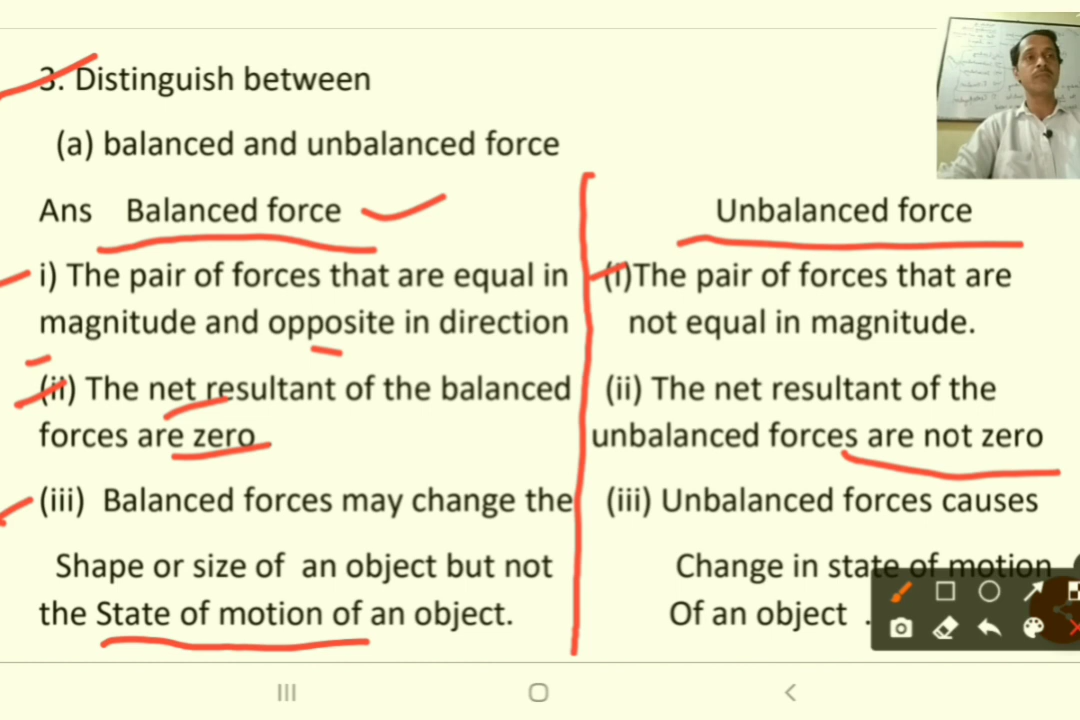 3. Distinguish between
(a) balanced and unbalanced force
Ans Balanced force
i) The pair of forces that are equal in
magnitude and opposite in direction
(ii) The net resultant of the balanced
forces are zero
(iii) Balanced forces may change the
Shape or size of an object but not
the State of motion of an object.
Unbalanced force
(i)The pair of forces that are
not equal in magnitude.
(ii) The net resultant of the
unbalanced forces are not zero
(iii) Unbalanced forces causes
Change in state of motion
Of an object .